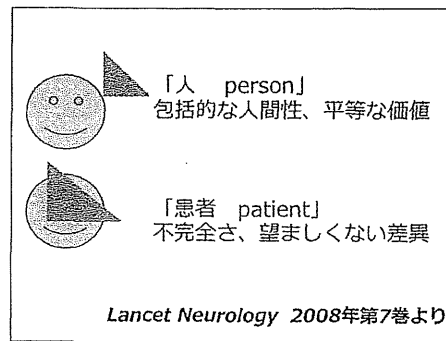 「人 person」
包括的な人間性、平等な価値
「患者 patient」
不完全さ、望ましくない差異
Lancet Neurology 2008年第7巻より